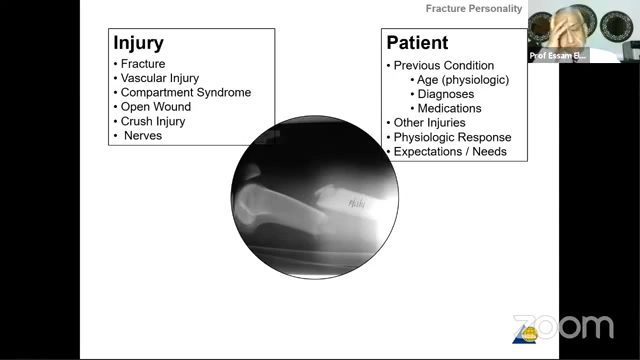 Fracture Personality
Injury
• Fracture
• Vascular Injury
• Compartment Syndrome
• Open Wound
• Crush Injury
• Nerves
Patient
• Previous Condition
• Age (physiologic)
• Diagnoses
• Medications
• Other Injuries
• Physiologic Response
• Expectations / Needs
Prof Essam El...
zoom